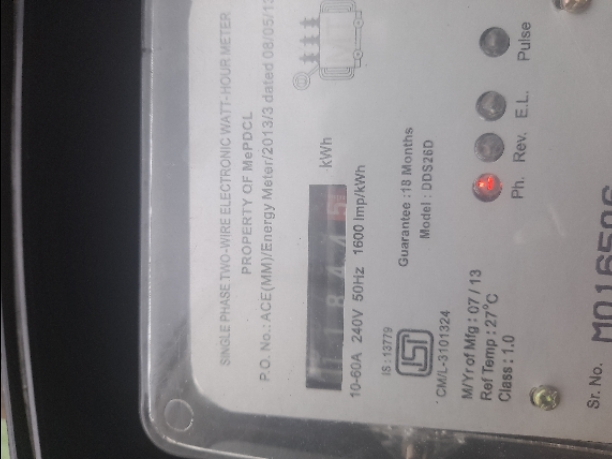 SINGLE PHASE TWO-WIRE ELECTRONIC WATT-HOUR METER
PROPERTY OF MePDCL
P.O. No.: ACE(MM)/Energy Meter/2013/3 dated 08/05/13
kWh
10-60A 240V 50Hz 1600 Imp/kWh
IS : 13779
ISI
CM/L-3101324
Guarantee : 18 Months
Model : DDS26D
M/Yr of Mfg : 07 / 13
Ref Temp : 27°C
Class : 1.0
Ph. Rev. E.L. Pulse
Sr. No.